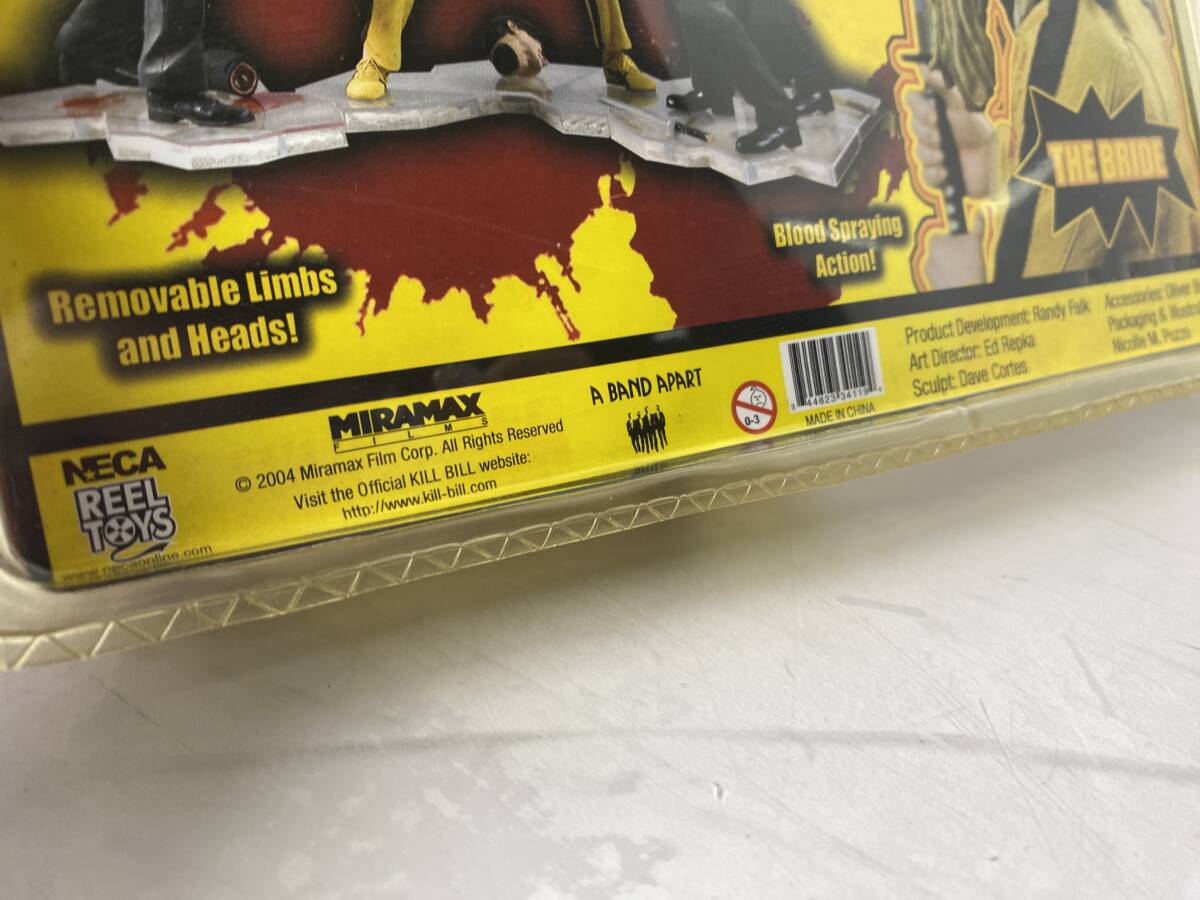 THE BRIDE
Blood Spraying
Action!
Removable Limbs
and Heads!
NECA
REEL
TOYS
www.necaonline.com
MIRAMAX
FILMS
© 2004 Miramax Film Corp. All Rights Reserved
Visit the Official KILL BILL website:
http://www.kill-bill.com
A BAND APART
0-3
MADE IN CHINA
Product Development: Randy Falk
Art Director: Ed Repka
Sculpt: Dave Cortes
Accessories: Oliver
Packaging &
Nicolle M. Puzzo